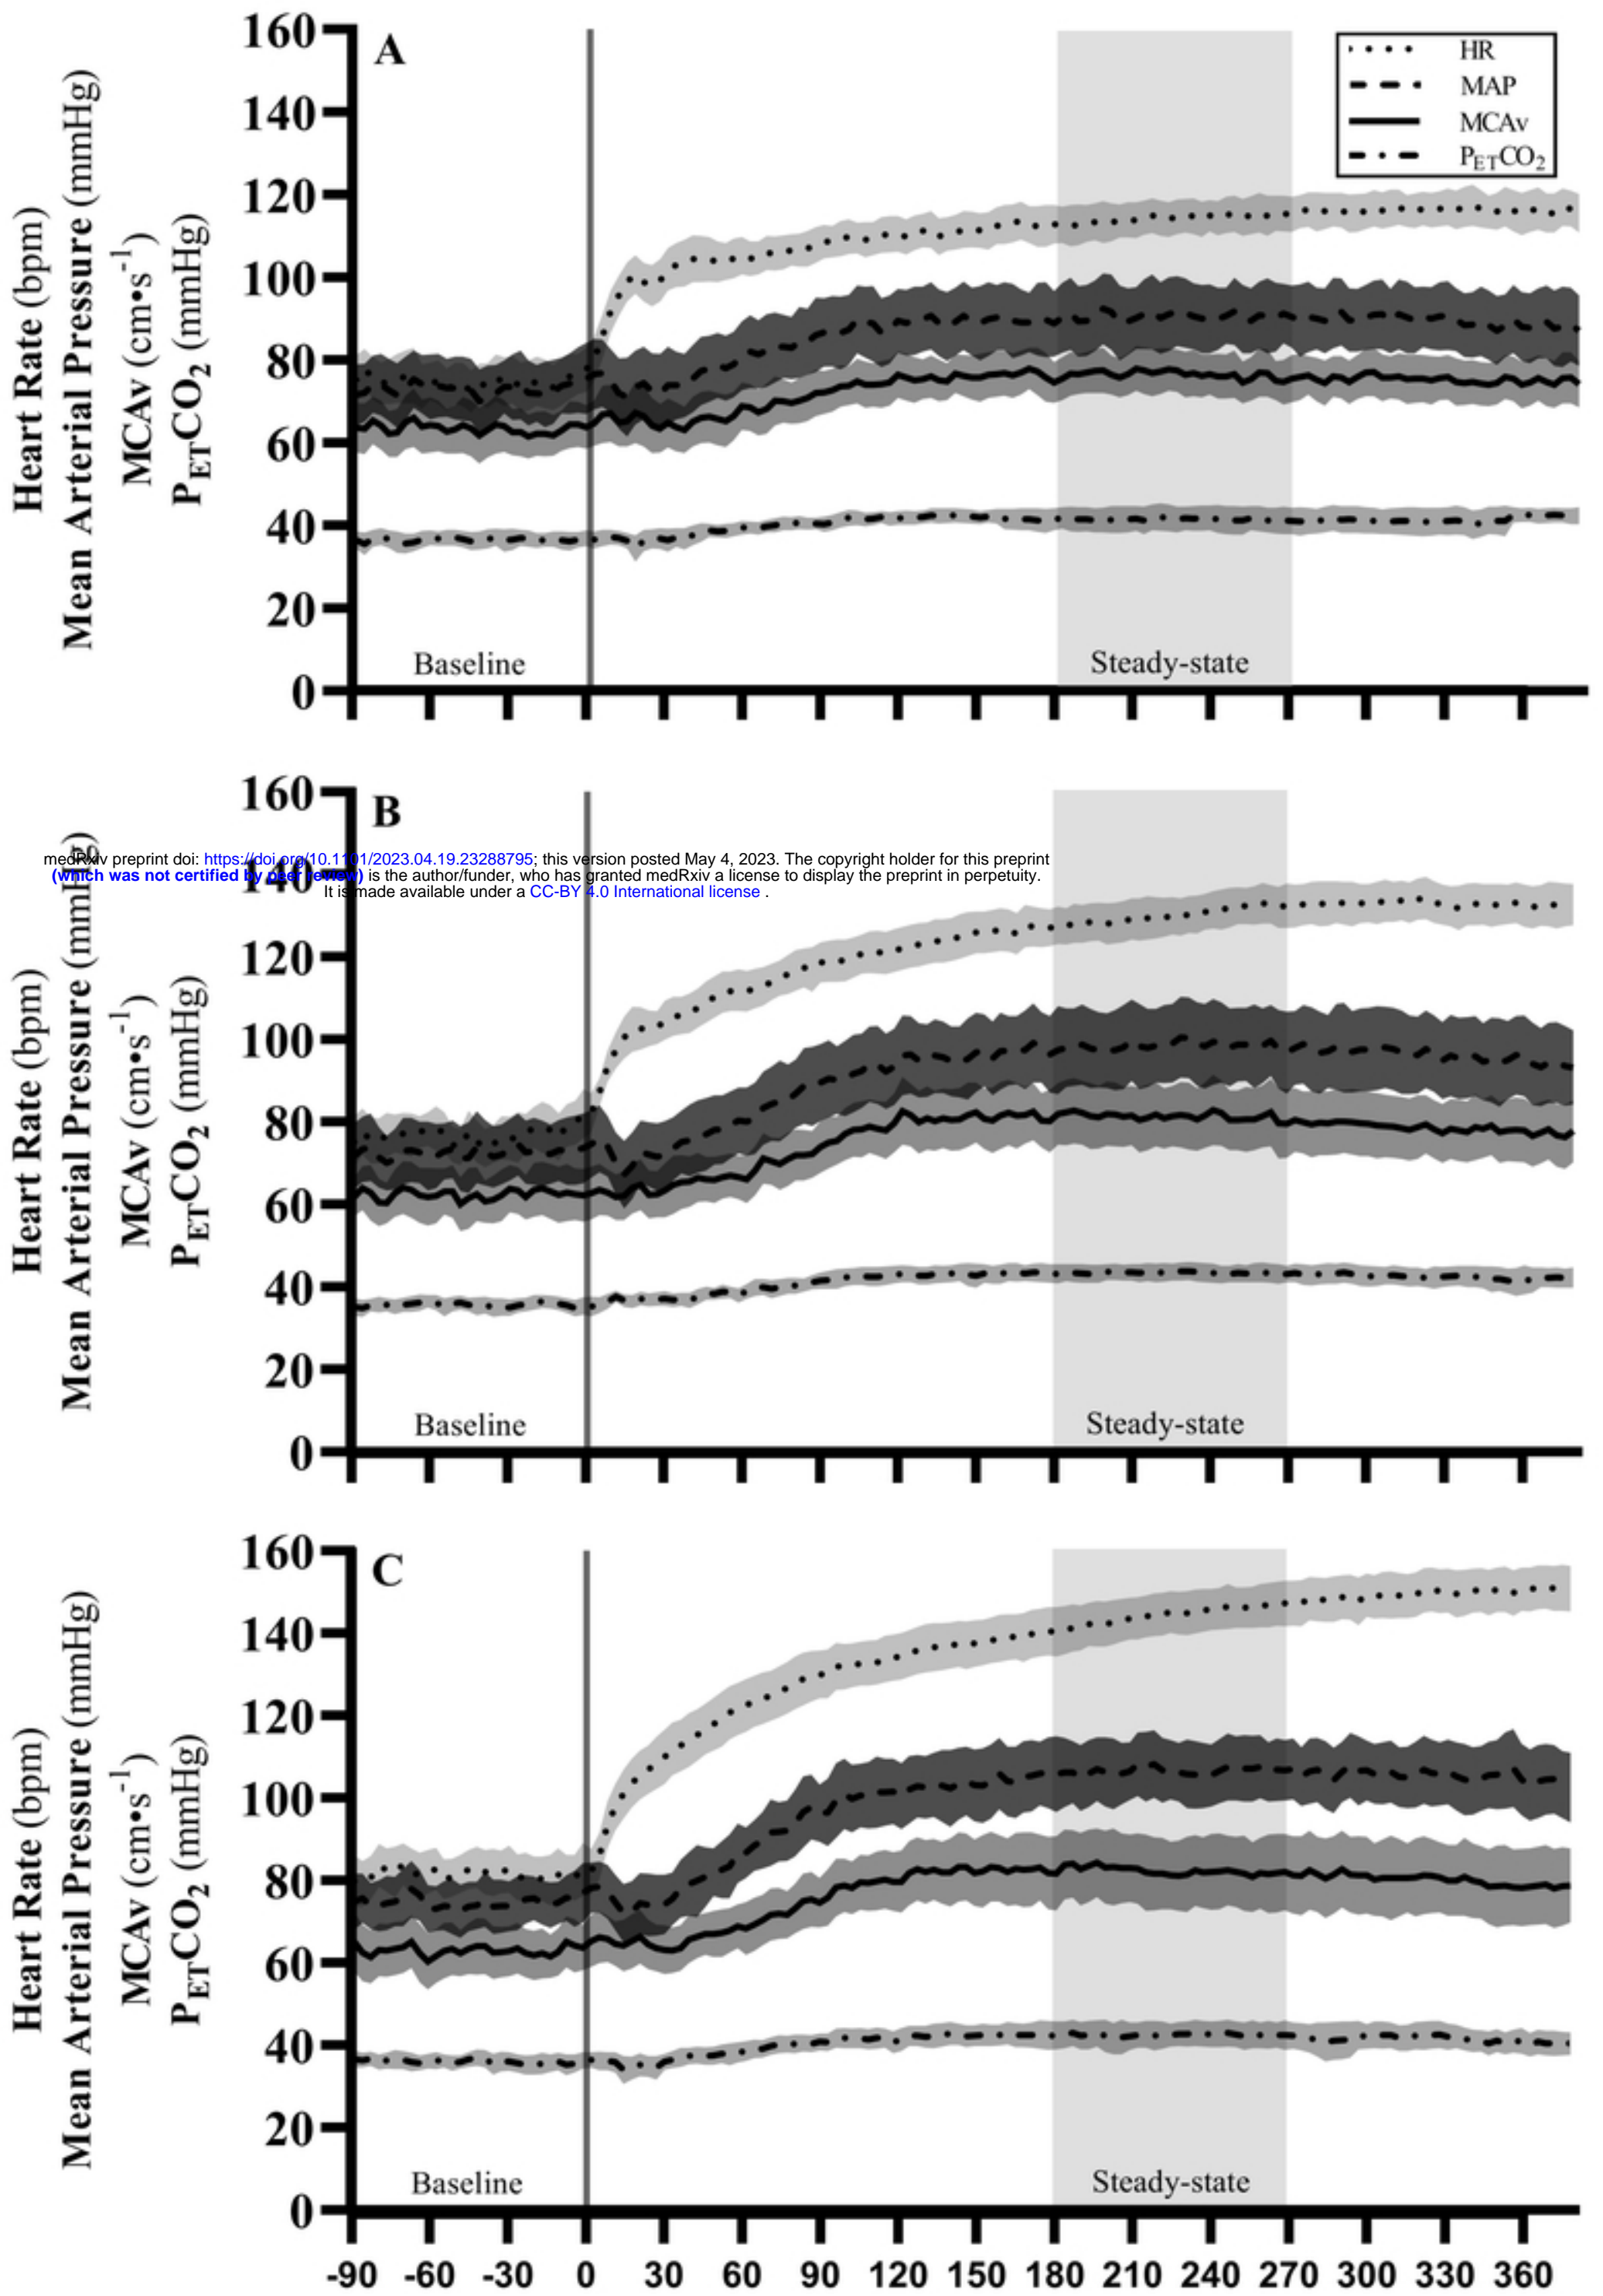 A
160
140
120
100
80
60
40
20
0
Heart Rate (bpm)
Mean Arterial Pressure (mmHg)
MCAv (cm•s-1)
PETCO2 (mmHg)
HR
MAP
MCAv
PETCO2
Baseline
Steady-state
B
160
140
120
100
80
60
40
20
0
Heart Rate (bpm)
Mean Arterial Pressure (mmHg)
MCAv (cm•s-1)
PETCO2 (mmHg)
medRxiv preprint doi: https://doi.org/10.1101/2023.04.19.23288795; this version posted May 4, 2023. The copyright holder for this preprint
(which was not certified by peer review) is the author/funder, who has granted medRxiv a license to display the preprint in perpetuity.
It is made available under a CC-BY 4.0 International license .
Baseline
Steady-state
C
160
140
120
100
80
60
40
20
0
Heart Rate (bpm)
Mean Arterial Pressure (mmHg)
MCAv (cm•s-1)
PETCO2 (mmHg)
Baseline
Steady-state
-90 -60 -30 0 30 60 90 120 150 180 210 240 270 300 330 360